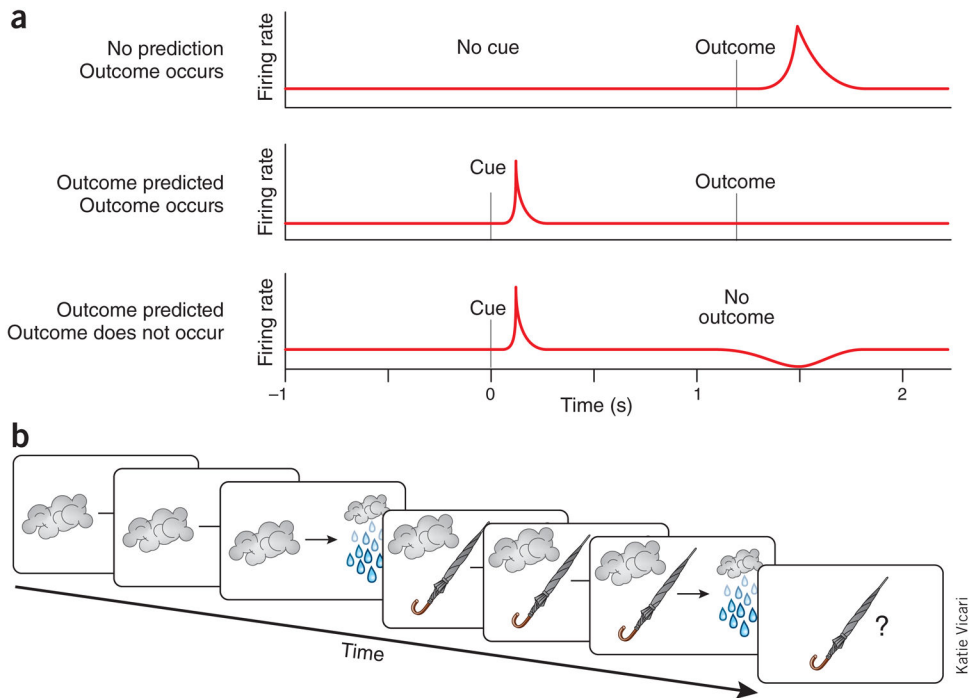 a
No prediction
Outcome occurs
Firing rate
No cue
Outcome
Outcome predicted
Outcome occurs
Firing rate
Cue
Outcome
Outcome predicted
Outcome does not occur
Firing rate
Cue
No
outcome
–1
0
1
2
Time (s)
b
Time
?
Katie Vicari